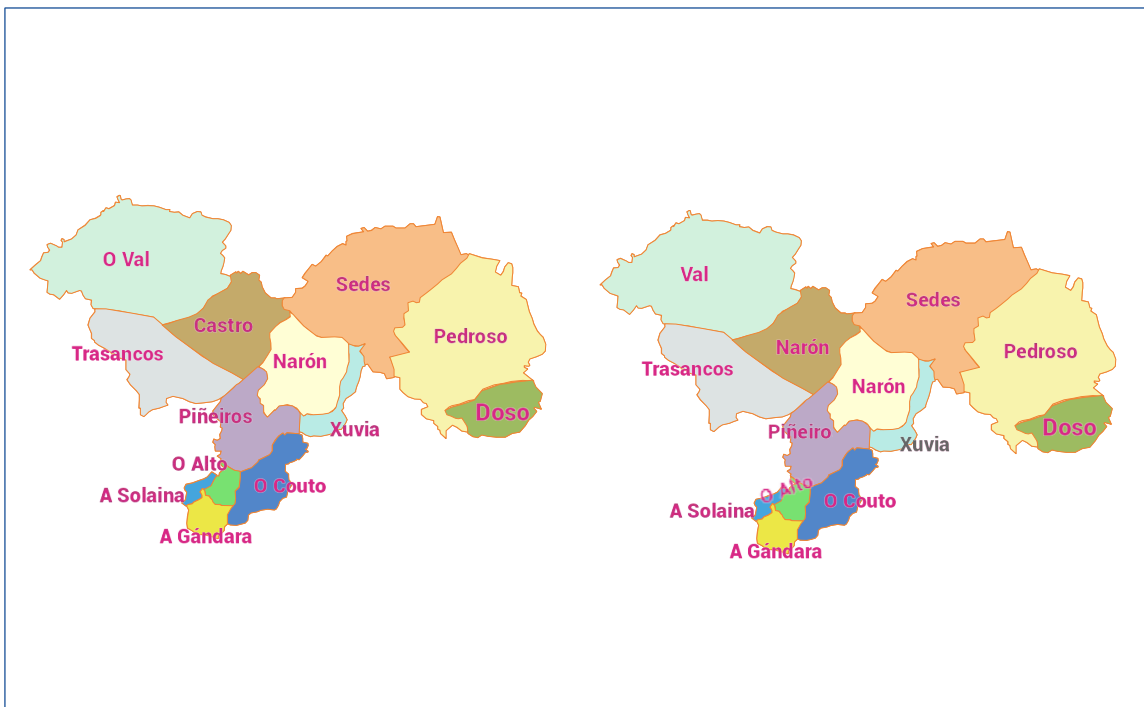 O Val
Sedes
Castro
Pedroso
Trasancos
Narón
Piñeiros
Doso
Xuvia
O Alto
O Couto
A Solaina
A Gándara
Val
Sedes
Narón
Pedroso
Trasancos
Narón
Piñeiro
Doso
Xuvia
O Alto
O Couto
A Solaina
A Gándara